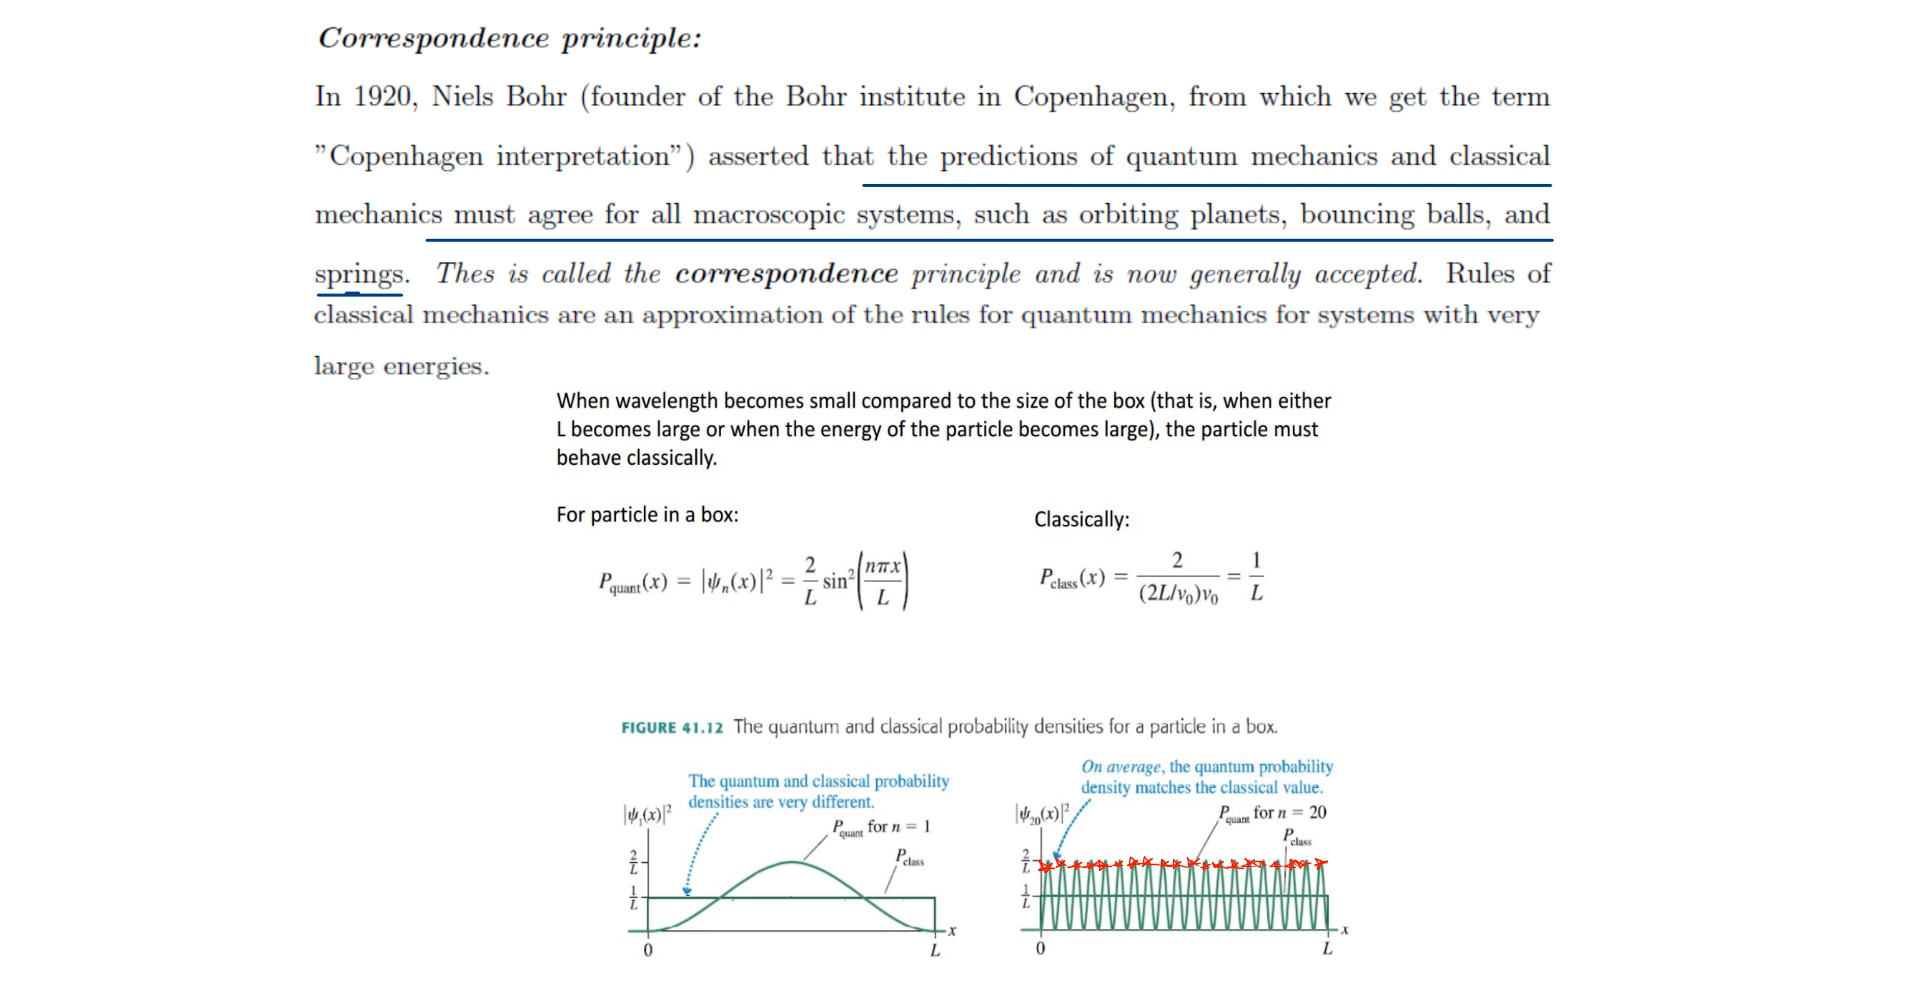 Correspondence principle:
In 1920, Niels Bohr (founder of the Bohr institute in Copenhagen, from which we get the term
”Copenhagen interpretation”) asserted that the predictions of quantum mechanics and classical
mechanics must agree for all macroscopic systems, such as orbiting planets, bouncing balls, and
springs. Thes is called the correspondence principle and is now generally accepted. Rules of
classical mechanics are an approximation of the rules for quantum mechanics for systems with very
large energies.
When wavelength becomes small compared to the size of the box (that is, when either
L becomes large or when the energy of the particle becomes large), the particle must
behave classically.
For particle in a box:
Classically:
P_quant(x) = |ψ_n(x)|² = 2/L sin²(nπx/L)
P_class(x) = 2/((2L/v₀)v₀) = 1/L
FIGURE 41.12 The quantum and classical probability densities for a particle in a box.
The quantum and classical probability
densities are very different.
|ψ₁(x)|²
P_quant for n = 1
P_class
2/L
1/L
0
L
x
On average, the quantum probability
density matches the classical value.
|ψ₂₀(x)|²
P_quant for n = 20
P_class
2/L
1/L
0
L
x